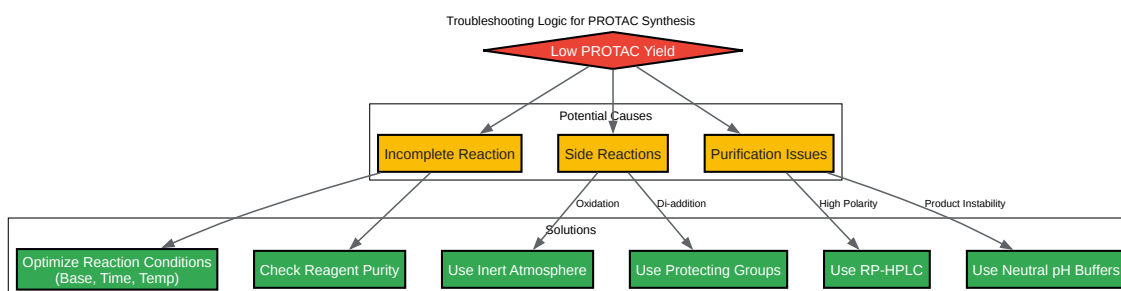 Troubleshooting Logic for PROTAC Synthesis
Low PROTAC Yield
Potential Causes
Incomplete Reaction
Side Reactions
Purification Issues
Oxidation
Di-addition
High Polarity
Product Instability
Solutions
Optimize Reaction Conditions
(Base, Time, Temp)
Check Reagent Purity
Use Inert Atmosphere
Use Protecting Groups
Use RP-HPLC
Use Neutral pH Buffers